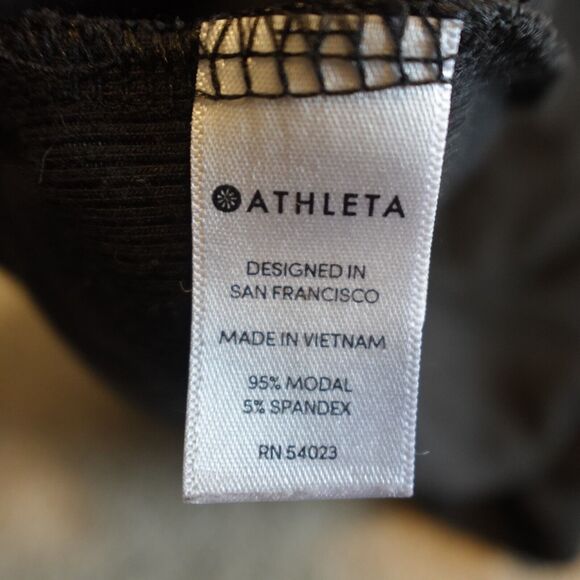 ATHLETA
DESIGNED IN
SAN FRANCISCO
MADE IN VIETNAM
95% MODAL
5% SPANDEX
RN 54023